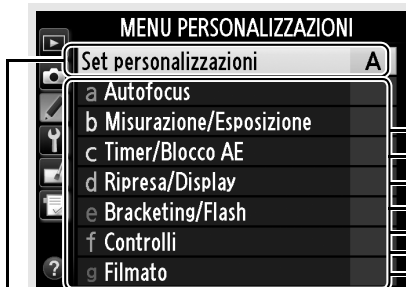 MENU PERSONALIZZAZIONI
Set personalizzazioni A
a Autofocus
b Misurazione/Esposizione
c Timer/Blocco AE
d Ripresa/Display
e Bracketing/Flash
f Controlli
g Filmato
?